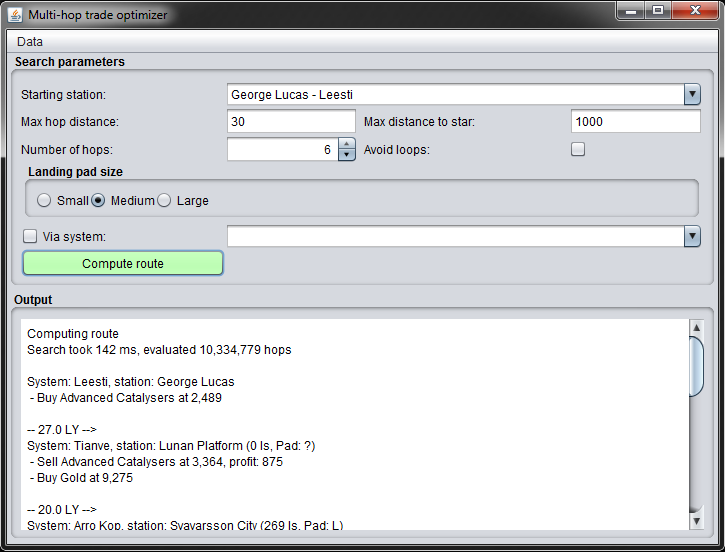 Multi-hop trade optimizer
Data
Search parameters
Starting station: George Lucas - Leesti
Max hop distance: 30 Max distance to star: 1000
Number of hops: 6 Avoid loops:
Landing pad size
Small Medium Large
Via system:
Compute route
Output
Computing route
Search took 142 ms, evaluated 10,334,779 hops
System: Leesti, station: George Lucas
- Buy Advanced Catalysers at 2,489
-- 27.0 LY -->
System: Tianve, station: Lunan Platform (0 ls, Pad: ?)
- Sell Advanced Catalysers at 3,364, profit: 875
- Buy Gold at 9,275
-- 20.0 LY -->
System: Arro Kop, station: Svavarsson City (269 ls, Pad: L)